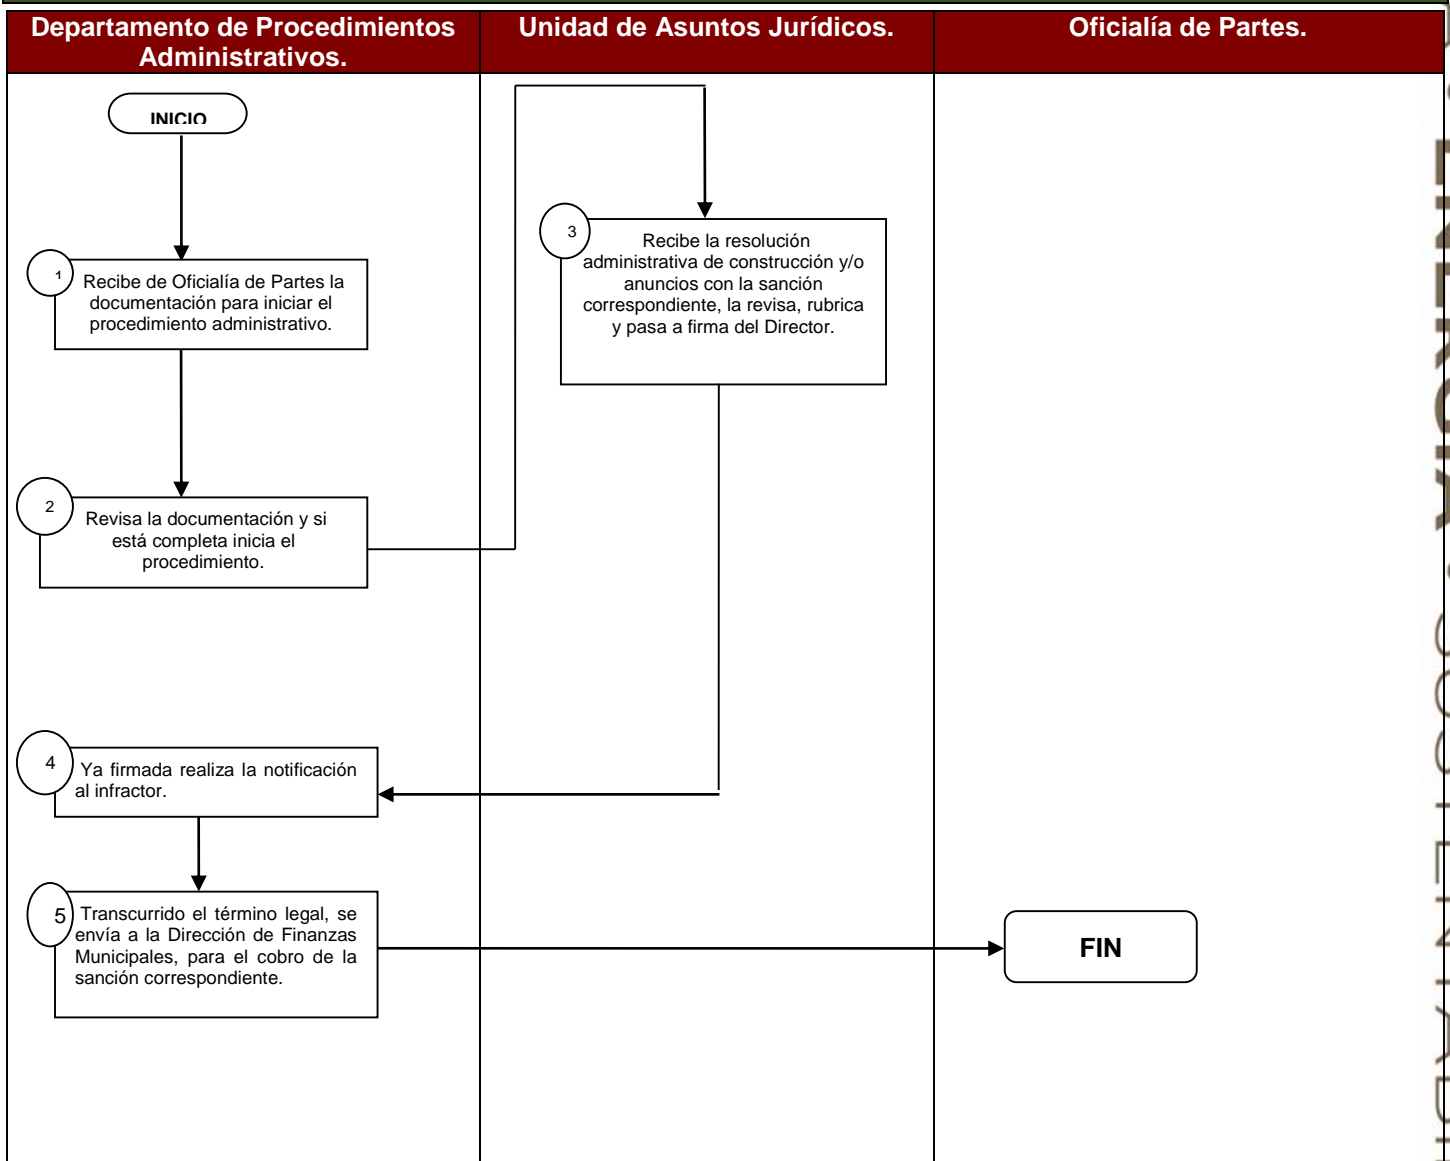 Departamento de Procedimientos
Administrativos.
Unidad de Asuntos Jurídicos.
Oficialía de Partes.
INICIO
1
Recibe de Oficialía de Partes la
documentación para iniciar el
procedimiento administrativo.
2
Revisa la documentación y si
está completa inicia el
procedimiento.
3
Recibe la resolución
administrativa de construcción y/o
anuncios con la sanción
correspondiente, la revisa, rubrica
y pasa a firma del Director.
4
Ya firmada realiza la notificación
al infractor.
5
Transcurrido el término legal, se
envía a la Dirección de Finanzas
Municipales, para el cobro de la
sanción correspondiente.
FIN